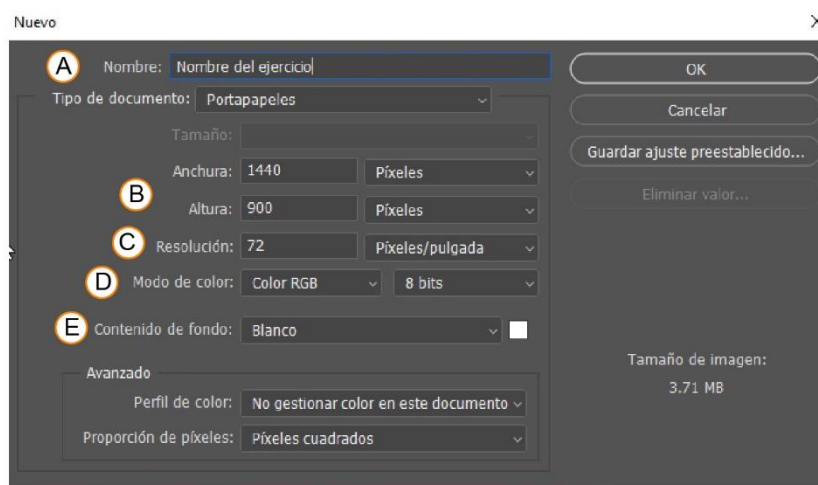 Nuevo
A Nombre: Nombre del ejercicio
OK
Tipo de documento: Portapapeles
Cancelar
Tamaño:
Guardar ajuste preestablecido...
Anchura: 1440 Píxeles
Eliminar valor...
B
Altura: 900 Píxeles
C Resolución: 72 Píxeles/pulgada
D Modo de color: Color RGB 8 bits
E Contenido de fondo: Blanco
Tamaño de imagen:
3.71 MB
Avanzado
Perfil de color: No gestionar color en este documento
Proporción de píxeles: Píxeles cuadrados